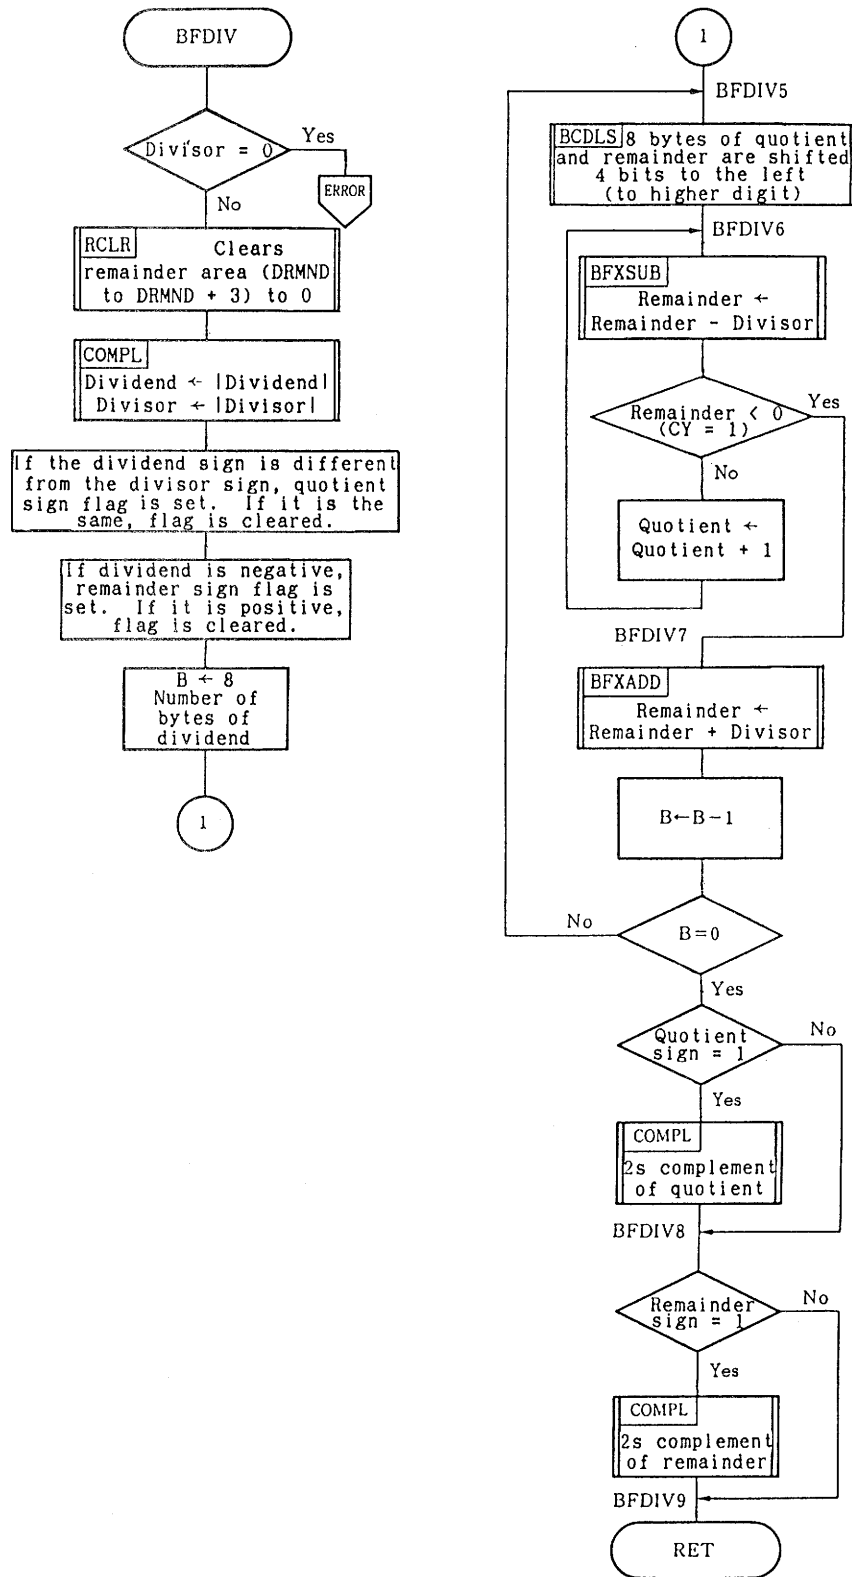 BFDIV
Divisor = 0
Yes
ERROR
No
RCLR Clears
remainder area (DRMND
to DRMND + 3) to 0
COMPL
Dividend ← |Dividend|
Divisor ← |Divisor|
If the dividend sign is different
from the divisor sign, quotient
sign flag is set. If it is the
same, flag is cleared.
If dividend is negative,
remainder sign flag is
set. If it is positive,
flag is cleared.
B ← 8
Number of
bytes of
dividend
1
1
BFDIV5
BCDLS 8 bytes of quotient
and remainder are shifted
4 bits to the left
(to higher digit)
BFDIV6
BFXSUB
Remainder ←
Remainder - Divisor
Remainder < 0
(CY = 1)
Yes
No
Quotient ←
Quotient + 1
BFDIV7
BFXADD
Remainder ←
Remainder + Divisor
B←B−1
No
B=0
Yes
Quotient
sign = 1
No
Yes
COMPL
2s complement
of quotient
BFDIV8
Remainder
sign = 1
No
Yes
COMPL
2s complement
of remainder
BFDIV9
RET